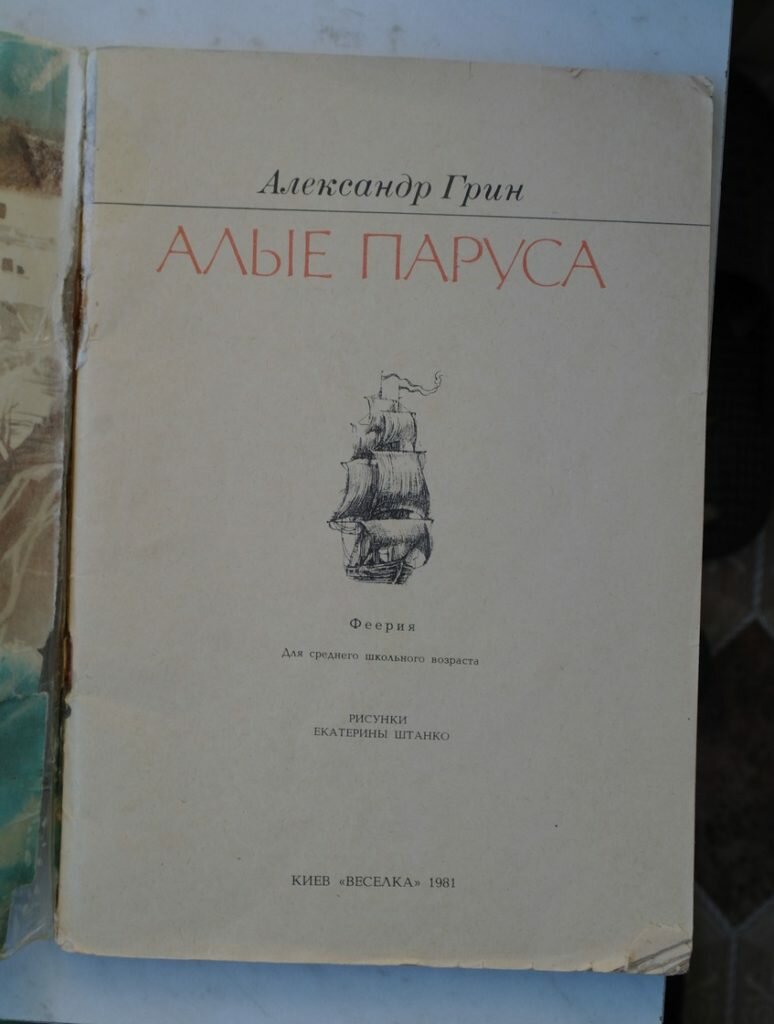 Александр Грин
АЛЫЕ ПАРУСА
Феерия
Для среднего школьного возраста
РИСУНКИ
ЕКАТЕРИНЫ ШТАНКО
КИЕВ «ВЕСЕЛКА» 1981